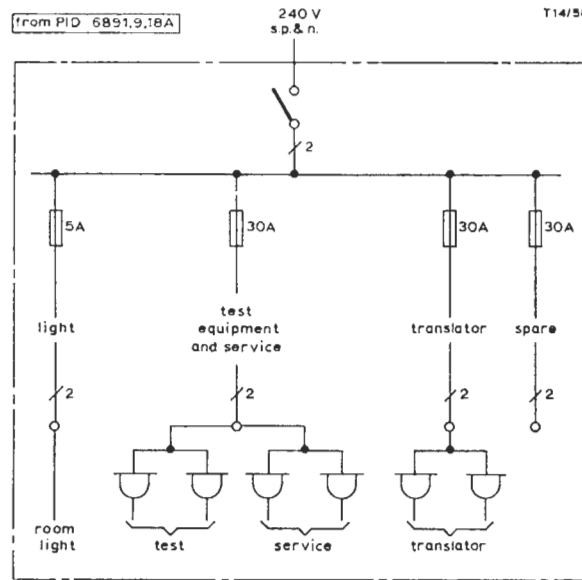 from PID 6891,9,18A
240 V
s.p.& n.
2
5A
30A
30A
30A
light
test
equipment
and service
translator
spare
2
2
2
2
room
light
test
service
translator